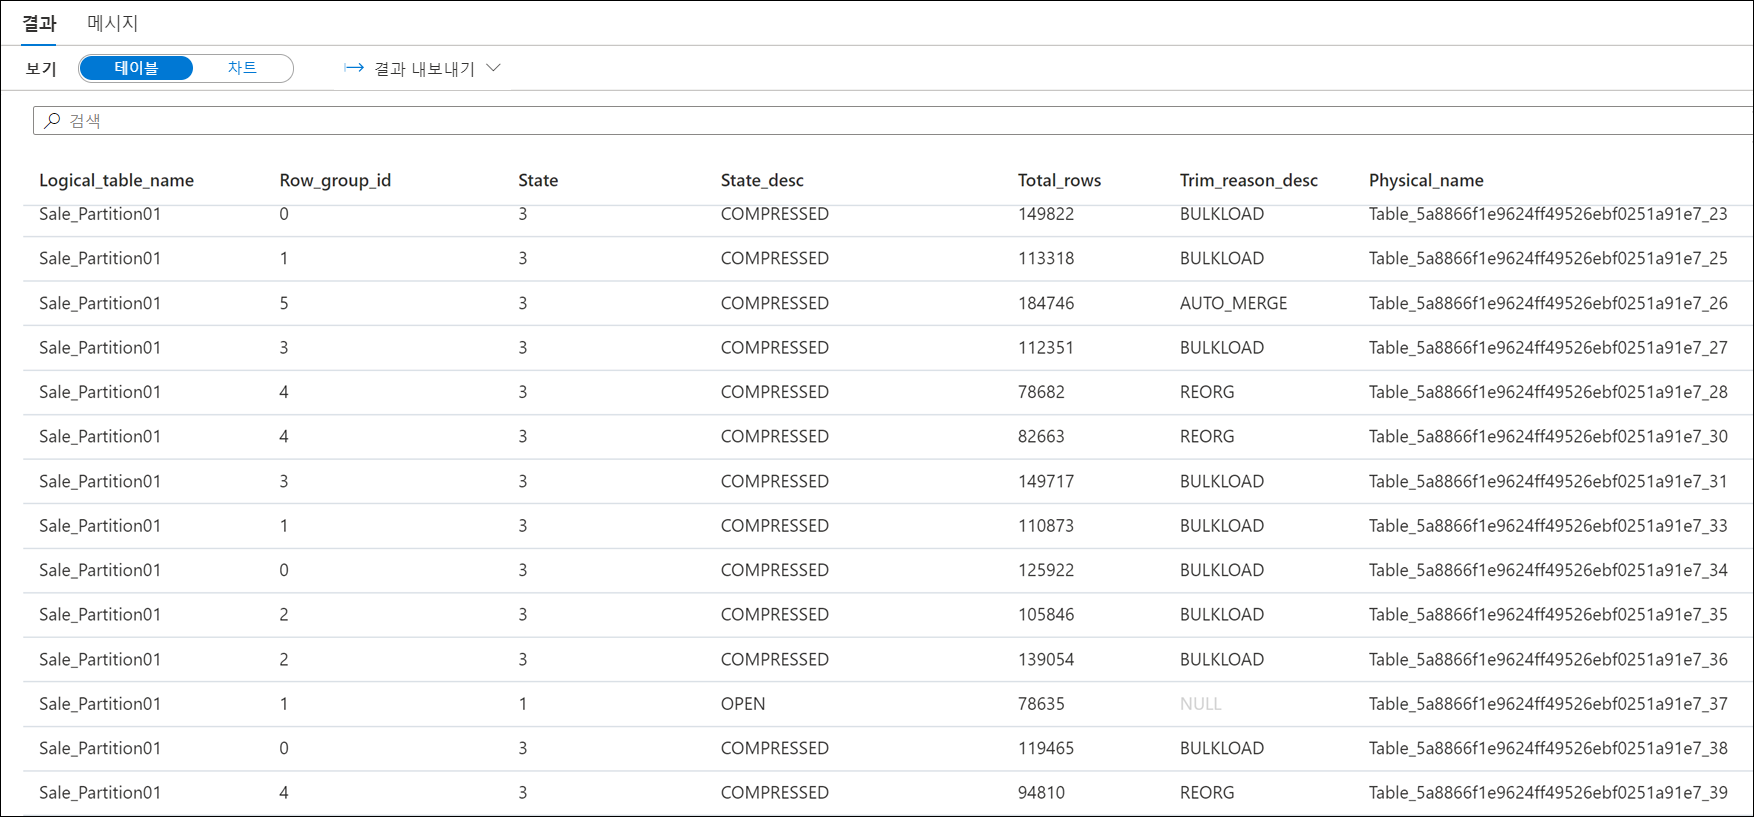 결과 메시지
보기 테이블 차트 결과 내보내기
검색
Logical_table_name Row_group_id State State_desc Total_rows Trim_reason_desc Physical_name
Sale_Partition01 0 3 COMPRESSED 149822 BULKLOAD Table_5a8866f1e9624ff49526ebf0251a91e7_23
Sale_Partition01 1 3 COMPRESSED 113318 BULKLOAD Table_5a8866f1e9624ff49526ebf0251a91e7_25
Sale_Partition01 5 3 COMPRESSED 184746 AUTO_MERGE Table_5a8866f1e9624ff49526ebf0251a91e7_26
Sale_Partition01 3 3 COMPRESSED 112351 BULKLOAD Table_5a8866f1e9624ff49526ebf0251a91e7_27
Sale_Partition01 4 3 COMPRESSED 78682 REORG Table_5a8866f1e9624ff49526ebf0251a91e7_28
Sale_Partition01 4 3 COMPRESSED 82663 REORG Table_5a8866f1e9624ff49526ebf0251a91e7_30
Sale_Partition01 3 3 COMPRESSED 149717 BULKLOAD Table_5a8866f1e9624ff49526ebf0251a91e7_31
Sale_Partition01 1 3 COMPRESSED 110873 BULKLOAD Table_5a8866f1e9624ff49526ebf0251a91e7_33
Sale_Partition01 0 3 COMPRESSED 125922 BULKLOAD Table_5a8866f1e9624ff49526ebf0251a91e7_34
Sale_Partition01 2 3 COMPRESSED 105846 BULKLOAD Table_5a8866f1e9624ff49526ebf0251a91e7_35
Sale_Partition01 2 3 COMPRESSED 139054 BULKLOAD Table_5a8866f1e9624ff49526ebf0251a91e7_36
Sale_Partition01 1 1 OPEN 78635 NULL Table_5a8866f1e9624ff49526ebf0251a91e7_37
Sale_Partition01 0 3 COMPRESSED 119465 BULKLOAD Table_5a8866f1e9624ff49526ebf0251a91e7_38
Sale_Partition01 4 3 COMPRESSED 94810 REORG Table_5a8866f1e9624ff49526ebf0251a91e7_39